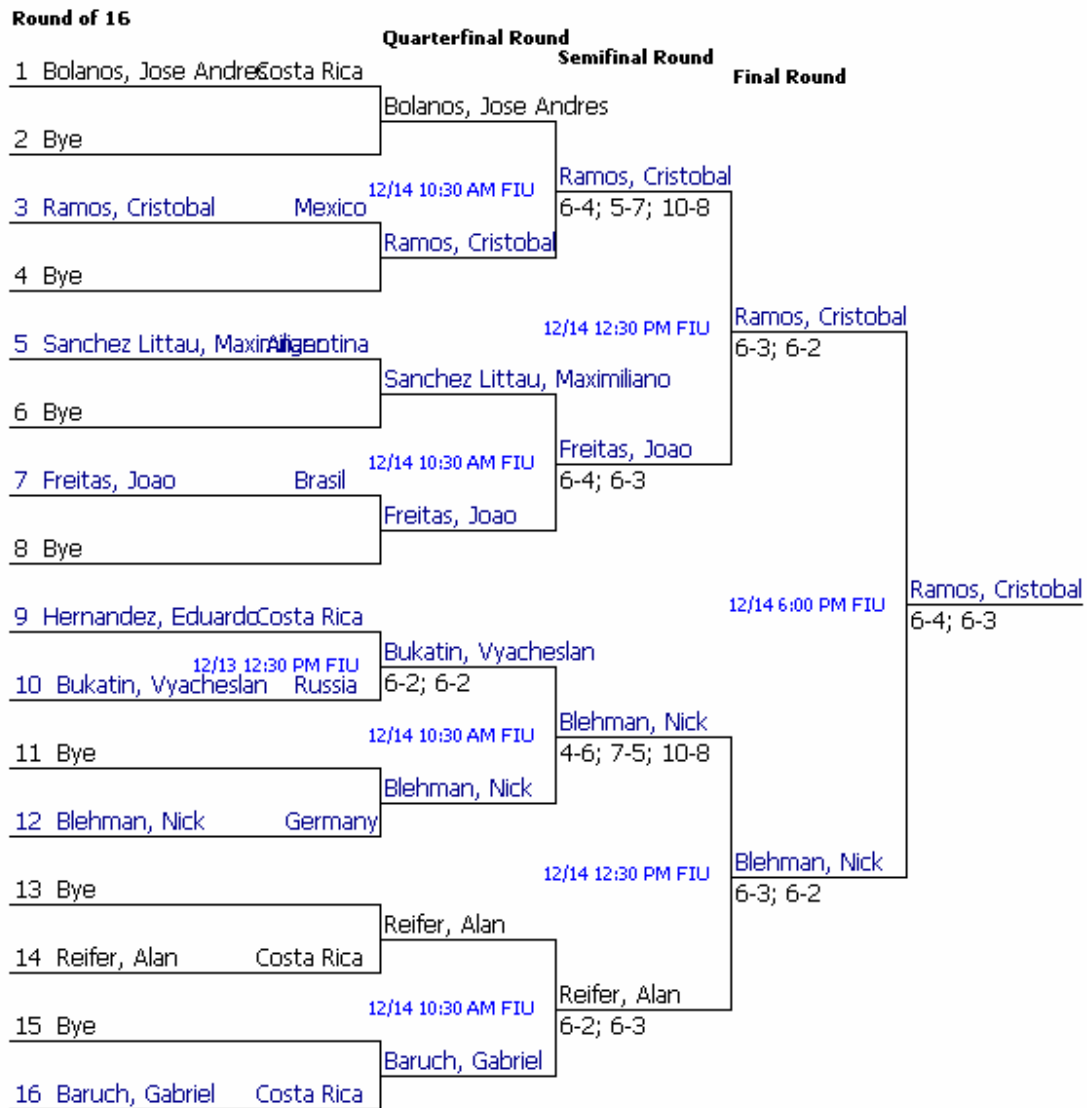 Round of 16
Quarterfinal Round
Semifinal Round
Final Round
1 Bolanos, Jose Andres Costa Rica
Bolanos, Jose Andres
2 Bye
12/14 10:30 AM FIU
Ramos, Cristobal
6-4; 5-7; 10-8
3 Ramos, Cristobal Mexico
Ramos, Cristobal
4 Bye
12/14 12:30 PM FIU
Ramos, Cristobal
6-3; 6-2
5 Sanchez Littau, Maximiliano Argentina
Sanchez Littau, Maximiliano
6 Bye
12/14 10:30 AM FIU
Freitas, Joao
6-4; 6-3
7 Freitas, Joao Brasil
Freitas, Joao
8 Bye
12/14 6:00 PM FIU
Ramos, Cristobal
6-4; 6-3
9 Hernandez, Eduardo Costa Rica
12/13 12:30 PM FIU
Bukatin, Vyacheslan
6-2; 6-2
10 Bukatin, Vyacheslan Russia
12/14 10:30 AM FIU
Blehman, Nick
4-6; 7-5; 10-8
11 Bye
Blehman, Nick
12 Blehman, Nick Germany
12/14 12:30 PM FIU
Blehman, Nick
6-3; 6-2
13 Bye
Reifer, Alan
14 Reifer, Alan Costa Rica
12/14 10:30 AM FIU
Reifer, Alan
6-2; 6-3
15 Bye
Baruch, Gabriel
16 Baruch, Gabriel Costa Rica